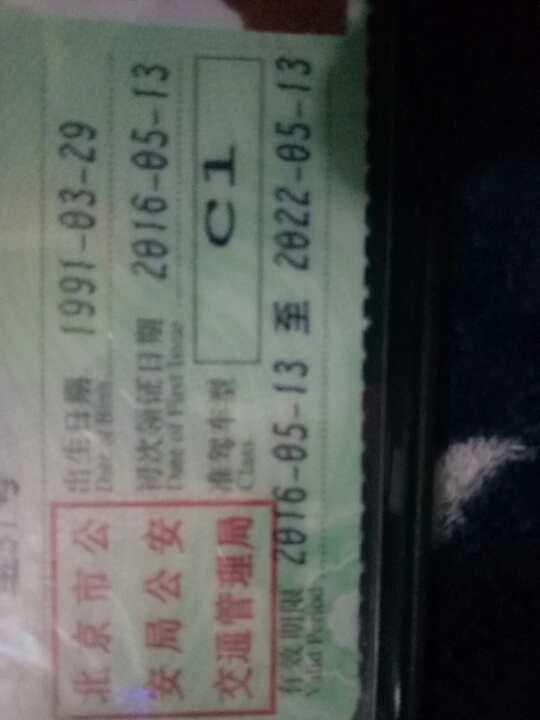 出生日期 1991-03-29
Date of Birth
初次领证日期 2016-05-13
Date of First Issue
准驾车型 C1
Class
北京市公
安局公安
交通管理局
有效期限 2016-05-13 至 2022-05-13
Valid Period